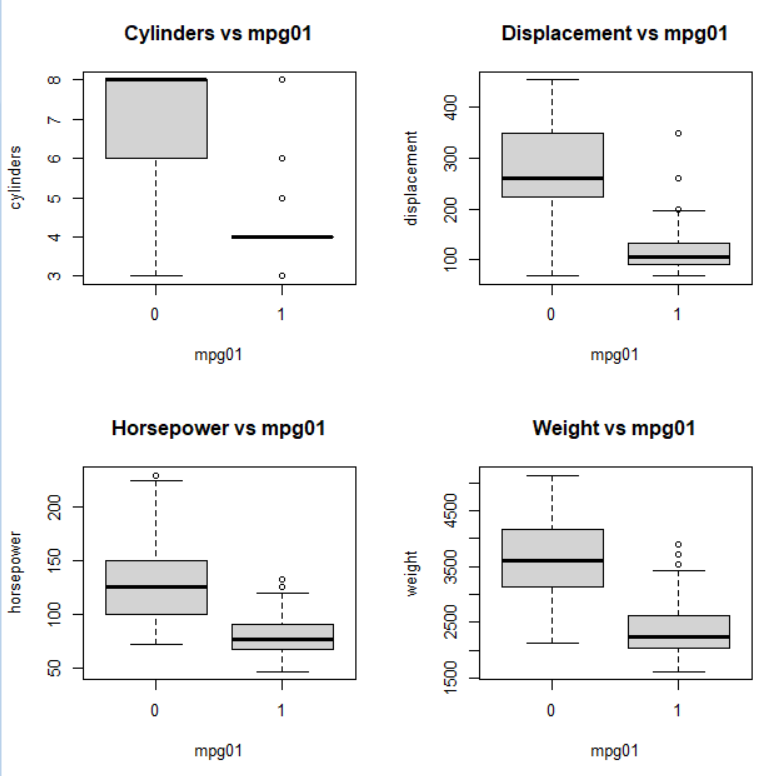 Cylinders vs mpg01
cylinders
8
7
6
5
4
3
0 1
mpg01
Displacement vs mpg01
displacement
400
300
200
100
0 1
mpg01
Horsepower vs mpg01
horsepower
200
150
100
50
0 1
mpg01
Weight vs mpg01
weight
4500
3500
2500
1500
0 1
mpg01